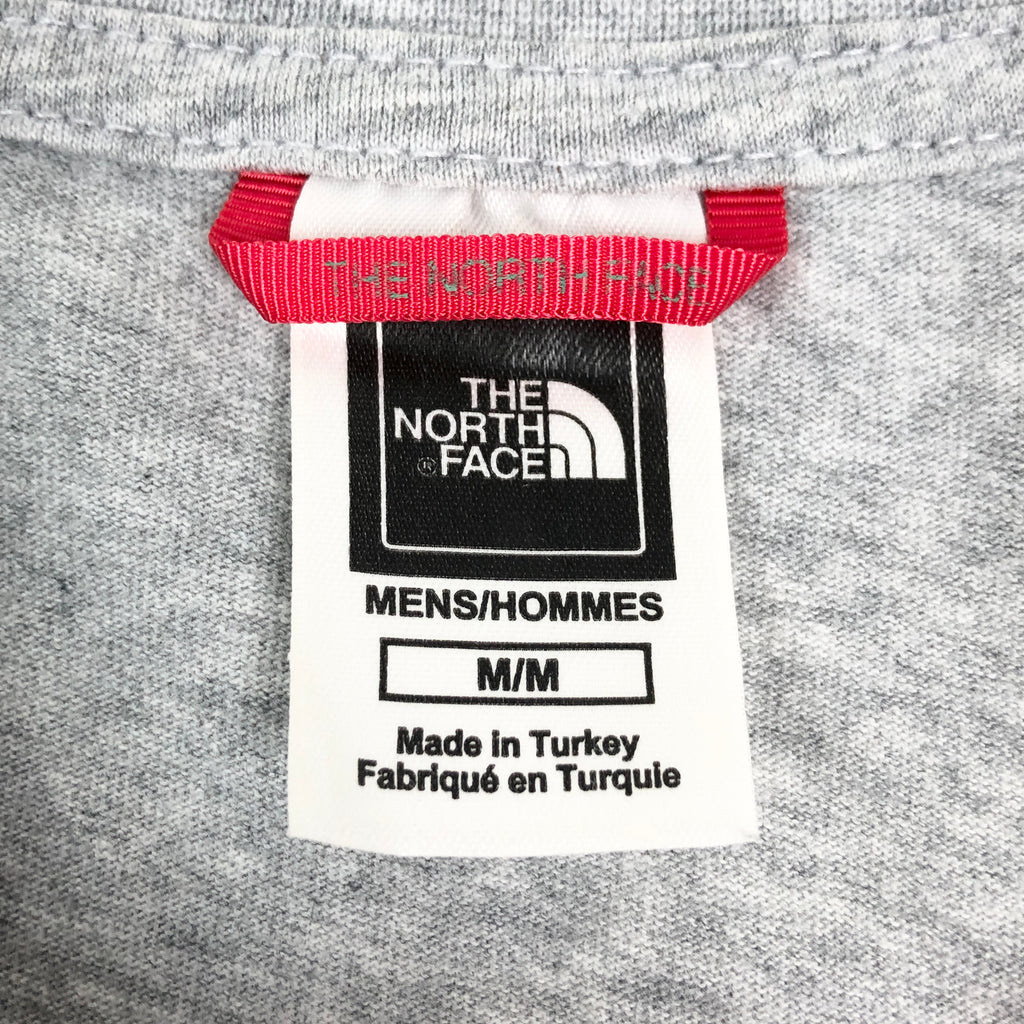 THE NORTH FACE
THE
NORTH
® FACE
MENS/HOMMES
M/M
Made in Turkey
Fabriqué en Turquie